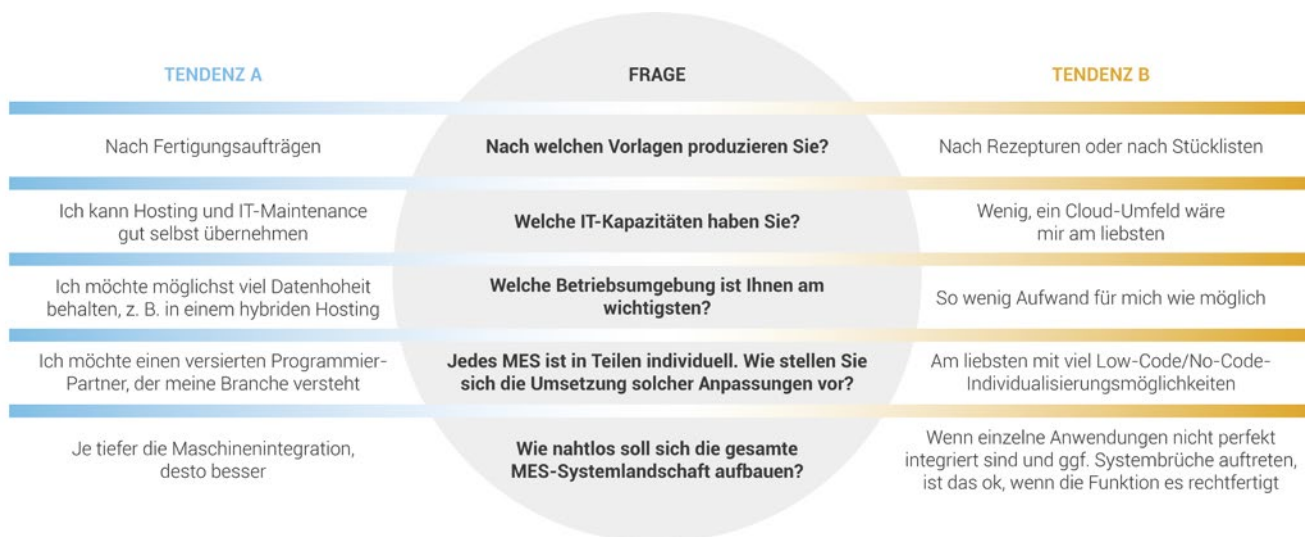 TENDENZ A
FRAGE
TENDENZ B
Nach Fertigungsaufträgen
Nach welchen Vorlagen produzieren Sie?
Nach Rezepturen oder nach Stücklisten
Ich kann Hosting und IT-Maintenance
gut selbst übernehmen
Welche IT-Kapazitäten haben Sie?
Wenig, ein Cloud-Umfeld wäre
mir am liebsten
Ich möchte möglichst viel Datenhoheit
behalten, z. B. in einem hybriden Hosting
Welche Betriebsumgebung ist Ihnen am
wichtigsten?
So wenig Aufwand für mich wie möglich
Ich möchte einen versierten Programmier-
Partner, der meine Branche versteht
Jedes MES ist in Teilen individuell. Wie stellen Sie
sich die Umsetzung solcher Anpassungen vor?
Am liebsten mit viel Low-Code/No-Code-
Individualisierungsmöglichkeiten
Je tiefer die Maschinenintegration,
desto besser
Wie nahtlos soll sich die gesamte
MES-Systemlandschaft aufbauen?
Wenn einzelne Anwendungen nicht perfekt
integriert sind und ggf. Systembrüche auftreten,
ist das ok, wenn die Funktion es rechtfertigt